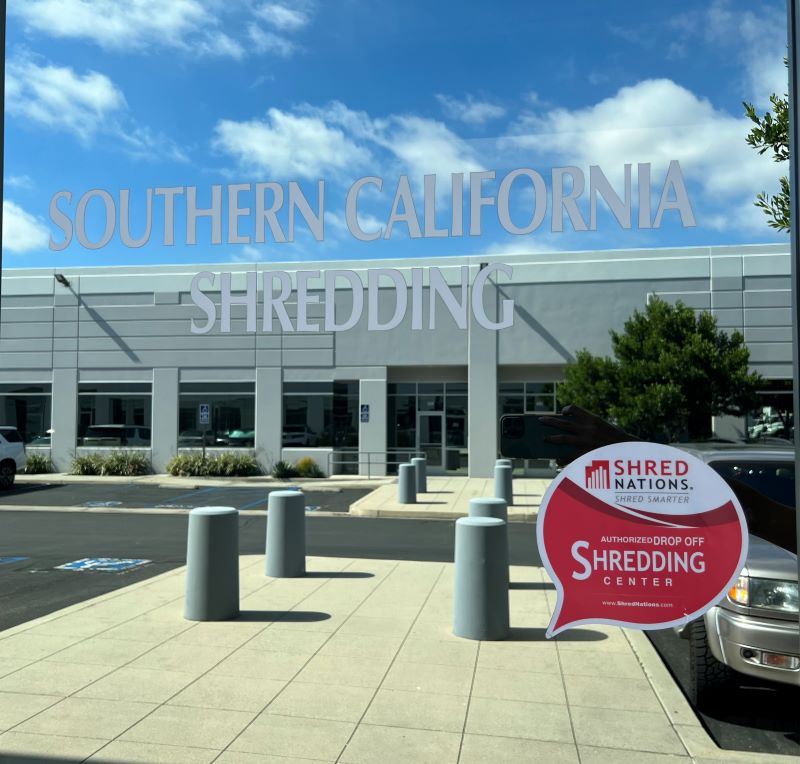 SOUTHERN CALIFORNIA
SHREDDING
SHRED
NATIONS®
SHRED SMARTER
AUTHORIZED DROP OFF
SHREDDING
CENTER
www.ShredNations.com